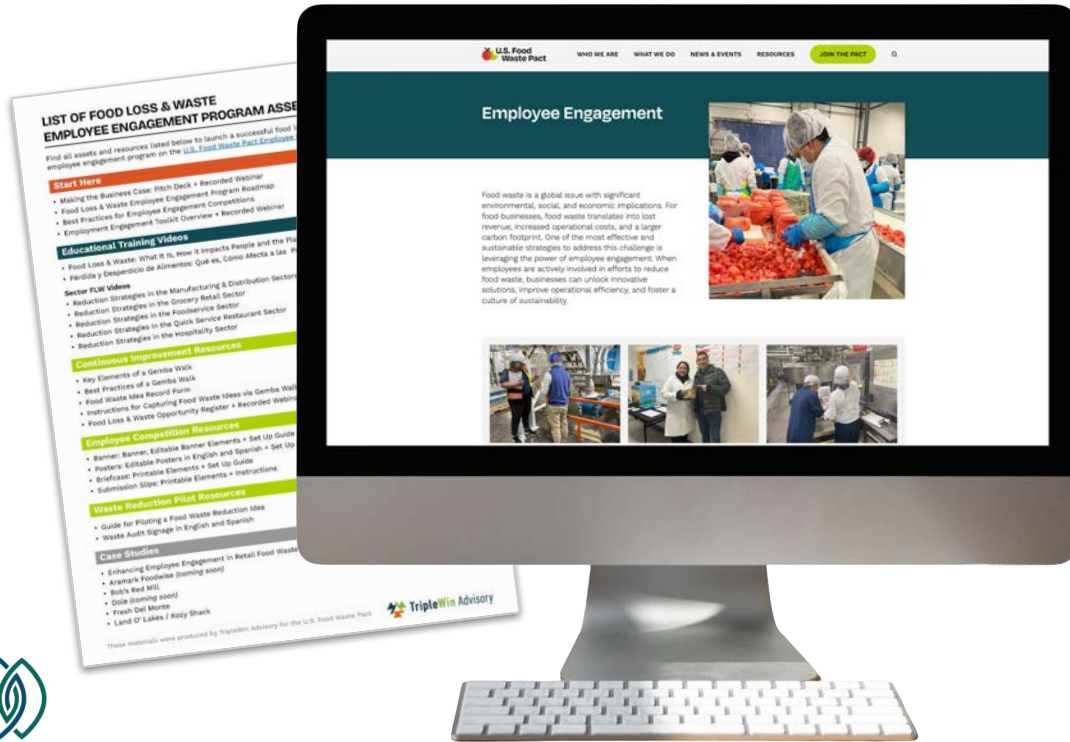 LIST OF FOOD LOSS & WASTE
EMPLOYEE ENGAGEMENT PROGRAM ASSE
Find all assets and resources listed below to launch a successful food l
employee engagement program on the U.S. Food Waste Pact Employee
Start Here
• Making the Business Case: Pitch Deck + Recorded Webinar
• Food Loss & Waste Employee Engagement Program Roadmap
• Best Practices for Employee Engagement Competitions
• Employment Engagement Toolkit Overview + Recorded Webinar
Educational Training Videos
• Food Loss & Waste: What It Is, How It Impacts People and the Pla
• Pérdida y Desperdicio de Alimentos: Qué es, Cómo Afecta a las P
Sector FLW Videos
• Reduction Strategies in the Manufacturing & Distribution Sectors
• Reduction Strategies in the Grocery Retail Sector
• Reduction Strategies in the Foodservice Sector
• Reduction Strategies in the Quick Service Restaurant Sector
• Reduction Strategies in the Hospitality Sector
Continuous Improvement Resources
• Key Elements of a Gemba Walk
• Best Practices of a Gemba Walk
• Food Waste Idea Record Form
• Instructions for Capturing Food Waste Ideas via Gemba Walk
• Food Loss & Waste Opportunity Register + Recorded Webina
Employee Competition Resources
• Banner: Banner, Editable Banner Elements + Set Up Guide
• Posters: Editable Posters in English and Spanish + Set Up
• Briefcase: Printable Elements + Set Up Guide
• Submission Slips: Printable Elements + Instructions
Waste Reduction Pilot Resources
• Guide for Piloting a Food Waste Reduction Idea
• Waste Audit Signage in English and Spanish
Case Studies
• Enhancing Employee Engagement in Retail Food Waste
• Aramark Foodwise (coming soon)
• Bob's Red Mill
• Dole (coming soon)
• Fresh Del Monte
• Land O' Lakes / Kozy Shack
These materials were produced by TripleWin Advisory for the U.S. Food Waste Pact
TripleWin Advisory
U.S. Food
Waste Pact
WHO WE ARE WHAT WE DO NEWS & EVENTS RESOURCES JOIN THE PACT
Employee Engagement
Food waste is a global issue with significant
environmental, social, and economic implications. For
food businesses, food waste translates into lost
revenue, increased operational costs, and a larger
carbon footprint. One of the most effective and
sustainable strategies to address this challenge is
leveraging the power of employee engagement. When
employees are actively involved in efforts to reduce
food waste, businesses can unlock innovative
solutions, improve operational efficiency, and foster a
culture of sustainability.